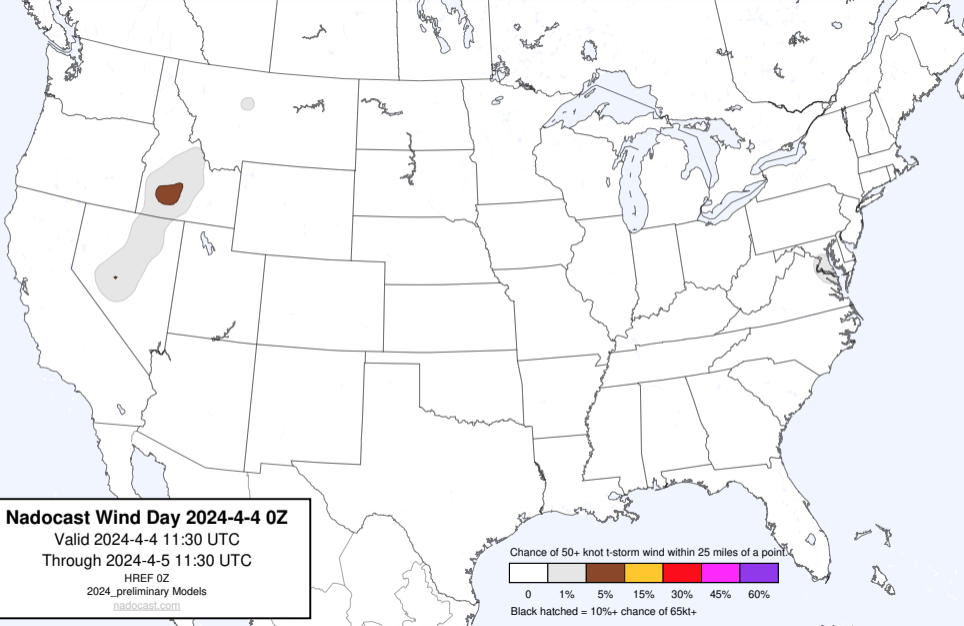 Nadocast Wind Day 2024-4-4 0Z
Valid 2024-4-4 11:30 UTC
Through 2024-4-5 11:30 UTC
HREF 0Z
2024_preliminary Models
nadocast.com
Chance of 50+ knot t-storm wind within 25 miles of a point.
0 1% 5% 15% 30% 45% 60%
Black hatched = 10%+ chance of 65kt+